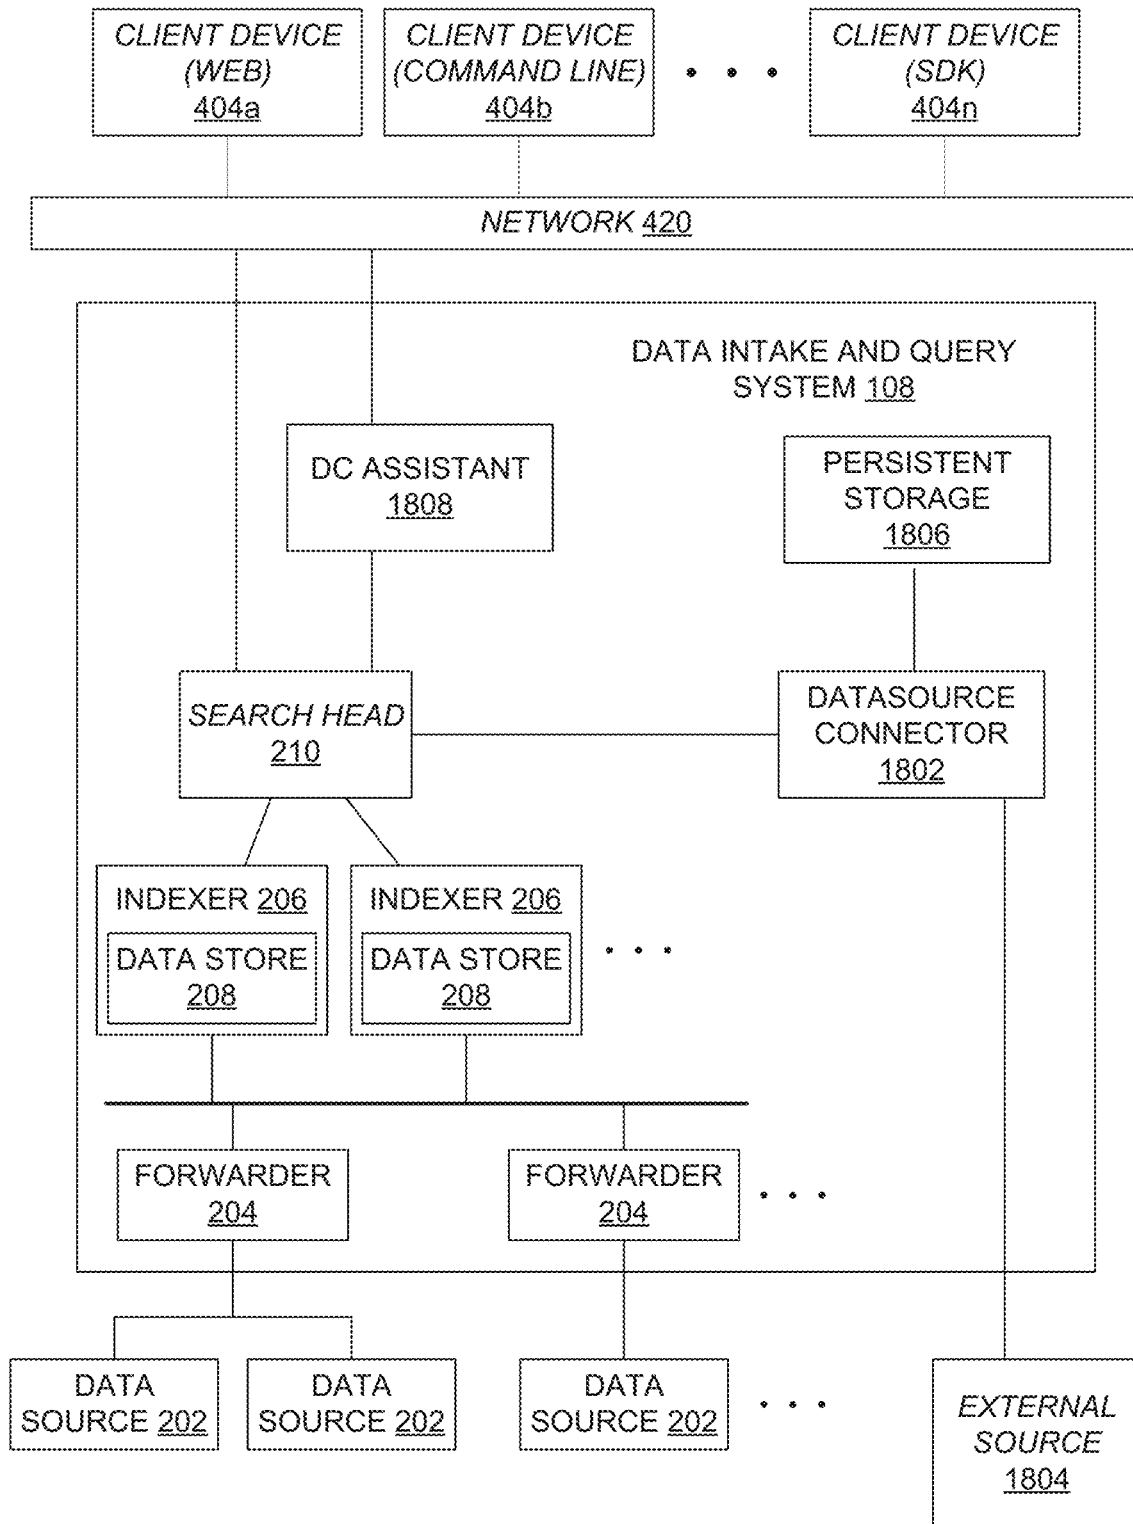 CLIENT DEVICE
(WEB)
404a
CLIENT DEVICE
(COMMAND LINE)
404b
CLIENT DEVICE
(SDK)
404n
NETWORK 420
DATA INTAKE AND QUERY
SYSTEM 108
DC ASSISTANT
1808
PERSISTENT
STORAGE
1806
SEARCH HEAD
210
DATASOURCE
CONNECTOR
1802
INDEXER 206
DATA STORE
208
INDEXER 206
DATA STORE
208
FORWARDER
204
FORWARDER
204
DATA
SOURCE 202
DATA
SOURCE 202
DATA
SOURCE 202
EXTERNAL
SOURCE
1804